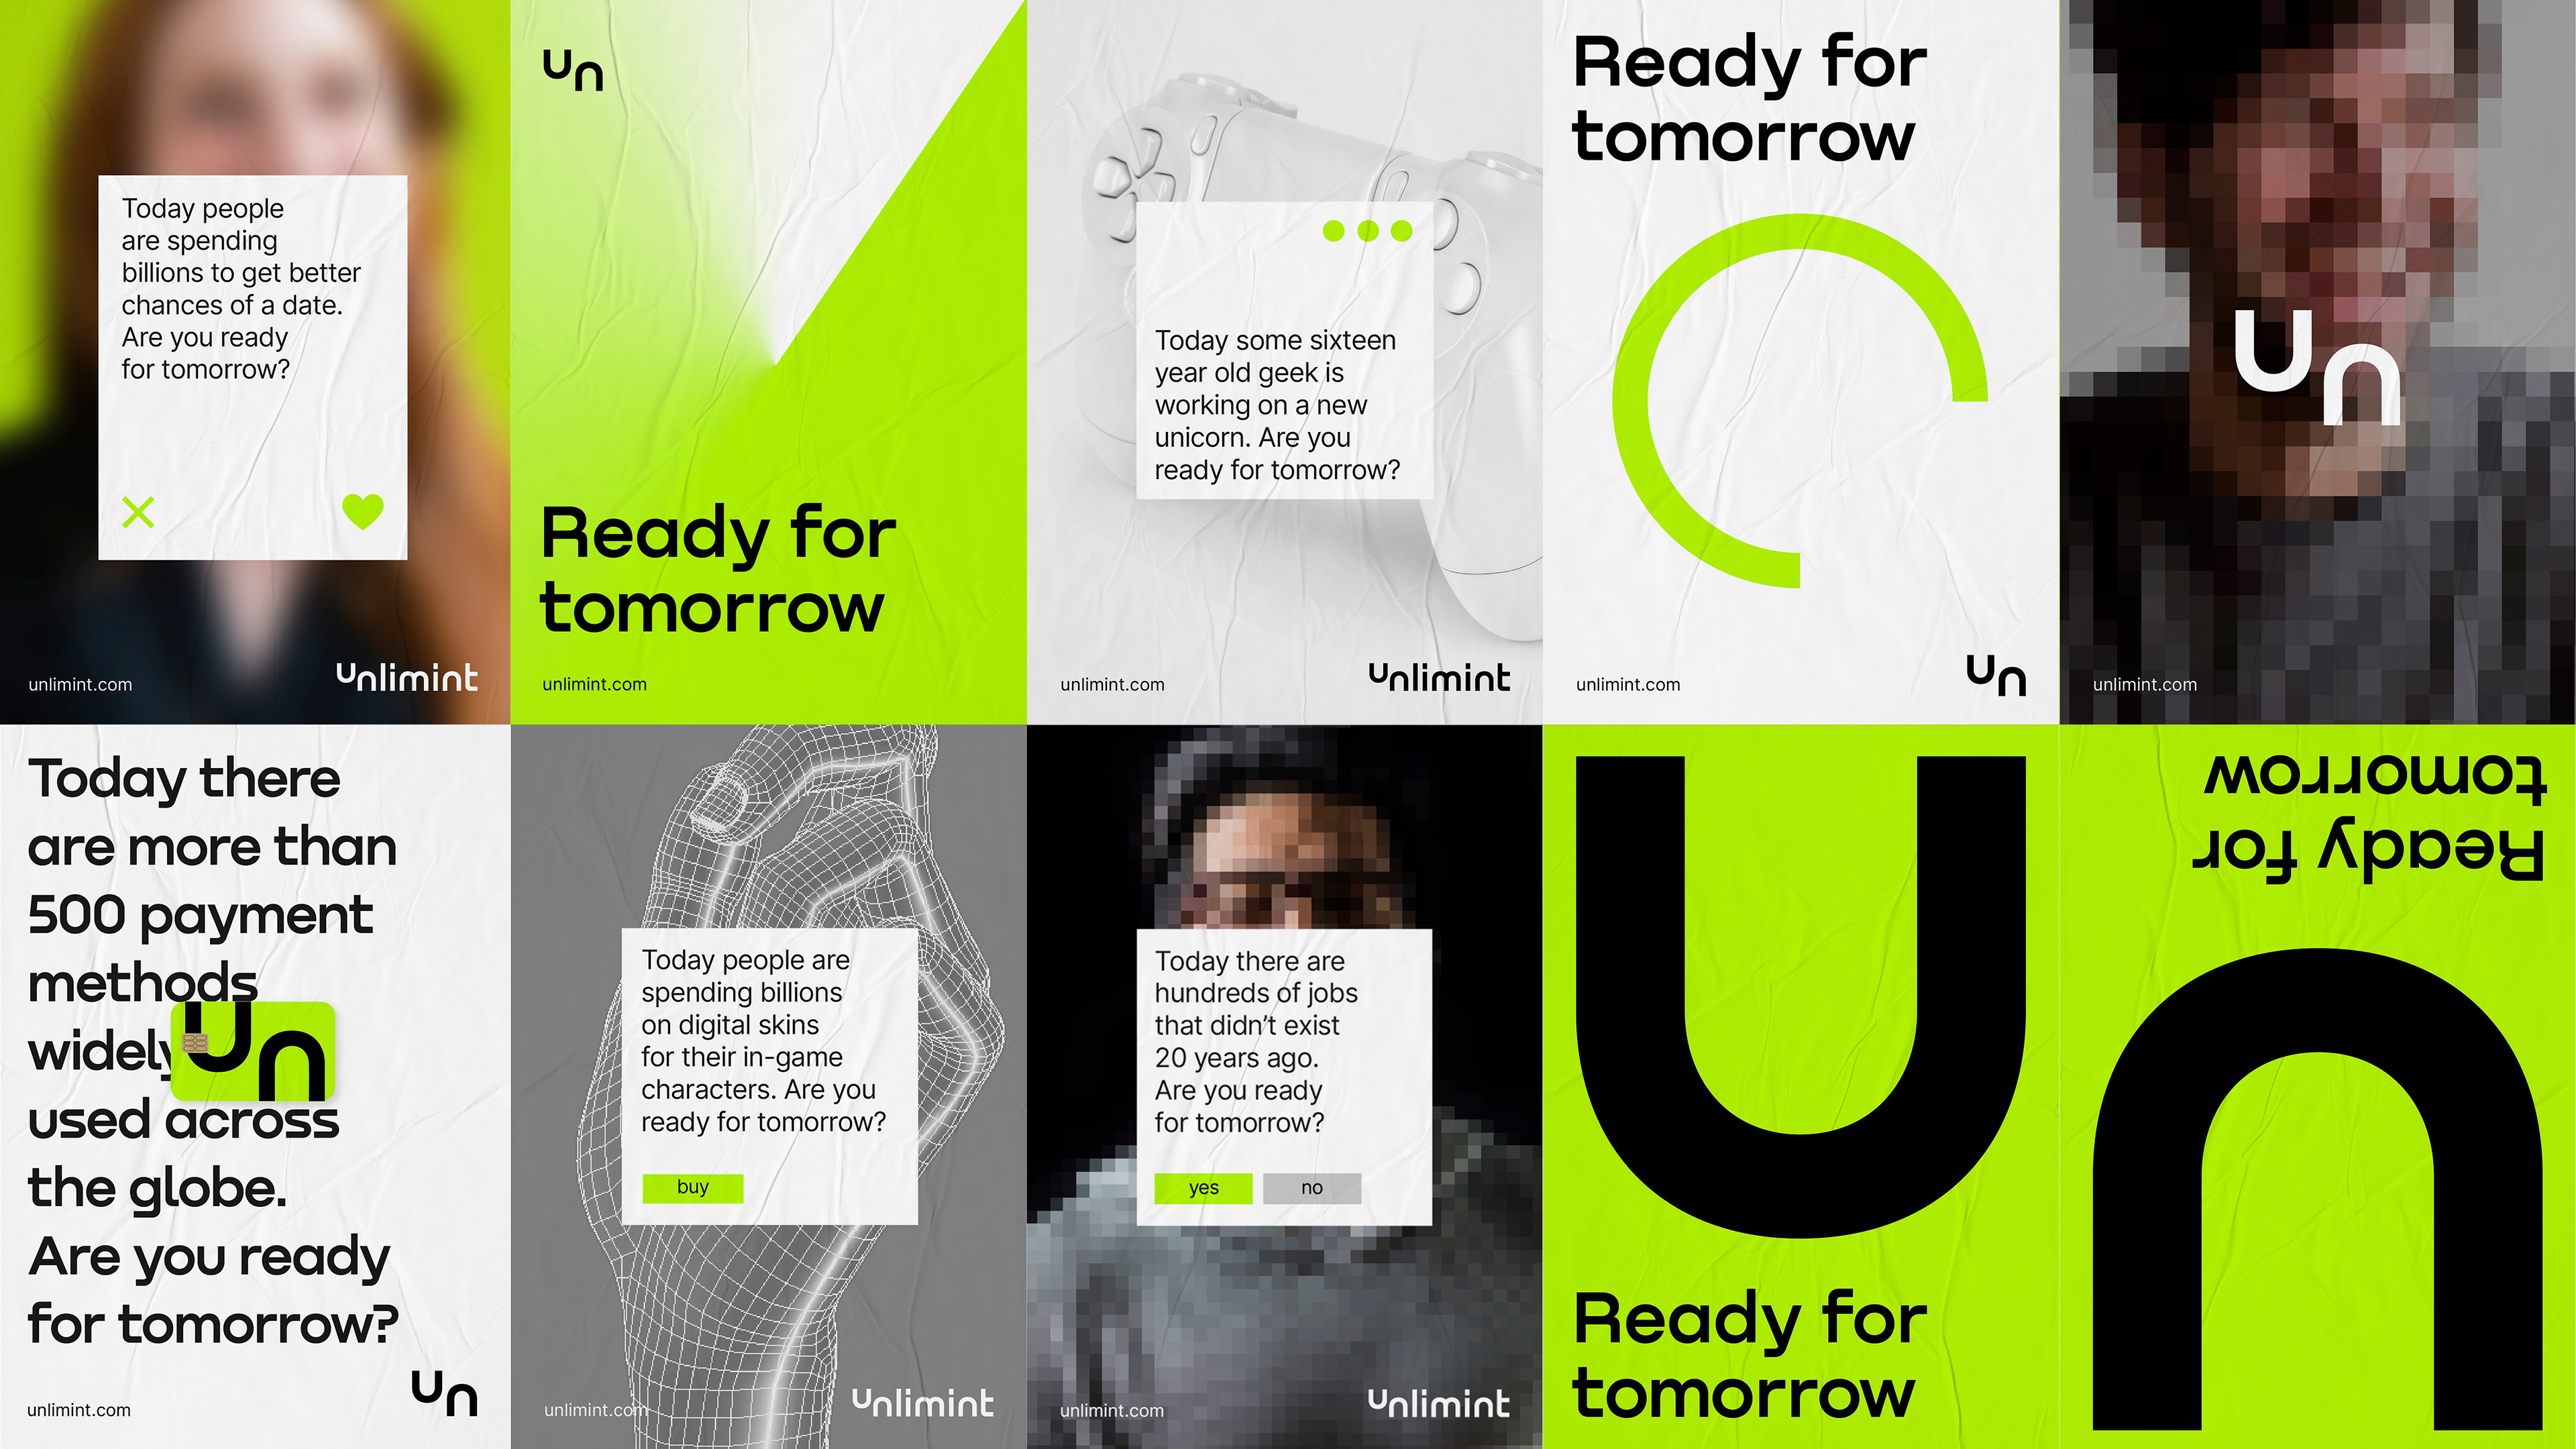 Today people
are spending
billions to get better
chances of a date.
Are you ready
for tomorrow?
unlimint.com
unlimint
un
Ready for
tomorrow
unlimint.com
Today some sixteen
year old geek is
working on a new
unicorn. Are you
ready for tomorrow?
unlimint.com
unlimint
Ready for
tomorrow
unlimint.com
un
un
unlimint.com
Today there
are more than
500 payment
methods
widely
un
used across
the globe.
Are you ready
for tomorrow?
unlimint.com
un
Today people are
spending billions
on digital skins
for their in-game
characters. Are you
ready for tomorrow?
buy
unlimint.com
unlimint
Today there are
hundreds of jobs
that didn’t exist
20 years ago.
Are you ready
for tomorrow?
yes no
unlimint.com
unlimint
u
Ready for
tomorrow
Ready for
tomorrow
n